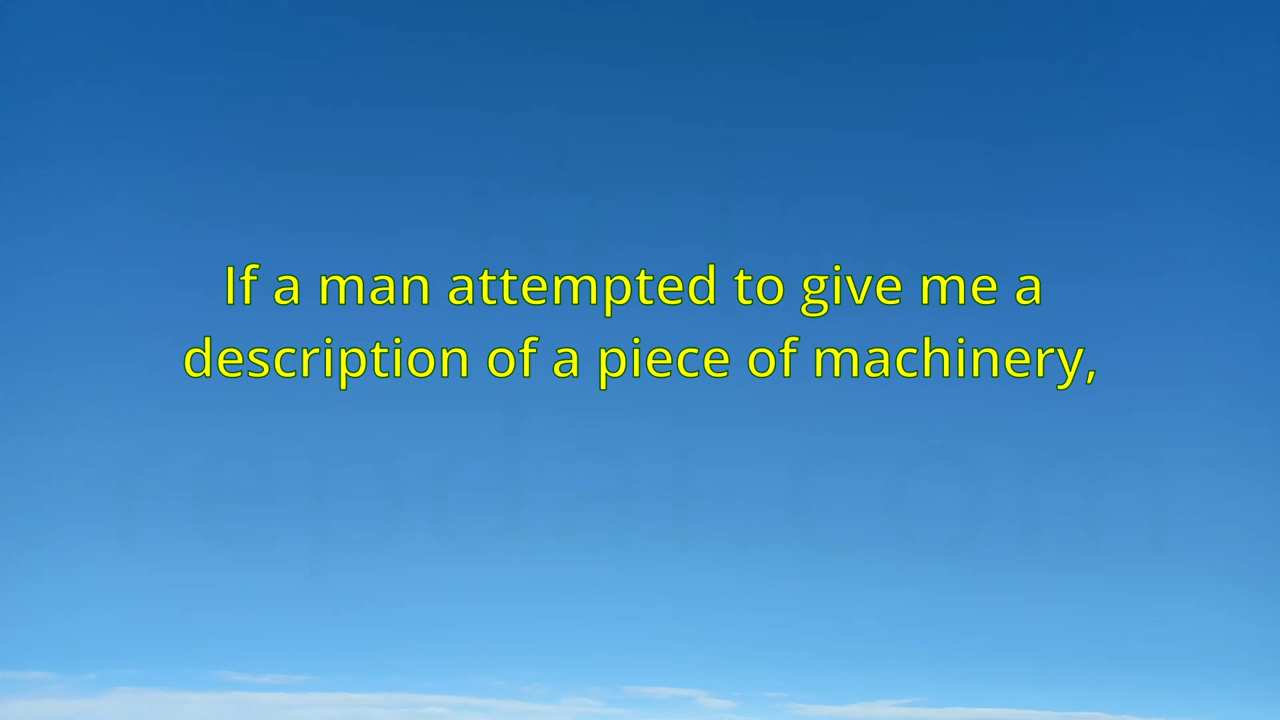 If a man attempted to give me a
description of a piece of machinery,